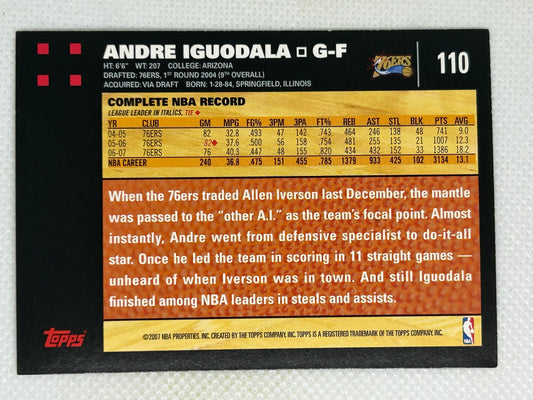 ANDRE IGUODALA □ G-F
76ERS
110
HT: 6'6" WT: 207 COLLEGE: ARIZONA
DRAFTED: 76ERS, 1ST ROUND 2004 (9TH OVERALL)
ACQUIRED: VIA DRAFT BORN: 1-28-84, SPRINGFIELD, ILLINOIS
COMPLETE NBA RECORD
LEAGUE LEADER IN ITALICS, TIE ♦
YR CLUB GM MPG FG% 3PM 3P% FT% REB AST STL BLK PTS AVG
04-05 76ERS 82 32.8 .493 47 142 .743 464 246 138 48 741 9.0
05-06 76ERS 82♦ 37.6 .500 56 158 .754 481 255 135 21 1007 12.3
06-07 76ERS 76 40.3 .447 48 155 .820 434 432 152 33 1386 18.2
NBA CAREER 240 36.8 .475 151 455 .785 1379 933 425 102 3134 13.1
When the 76ers traded Allen Iverson last December, the mantle
was passed to the "other A.I." as the team's focal point. Almost
instantly, Andre went from defensive specialist to do-it-all
star. Once he led the team in scoring in 11 straight games —
unheard of when Iverson was in town. And still Iguodala
finished among NBA leaders in steals and assists.
Topps
©2007 NBA PROPERTIES, INC. CREATED BY THE TOPPS COMPANY, INC. TOPPS IS A REGISTERED TRADEMARK OF THE TOPPS COMPANY, INC.
NBA